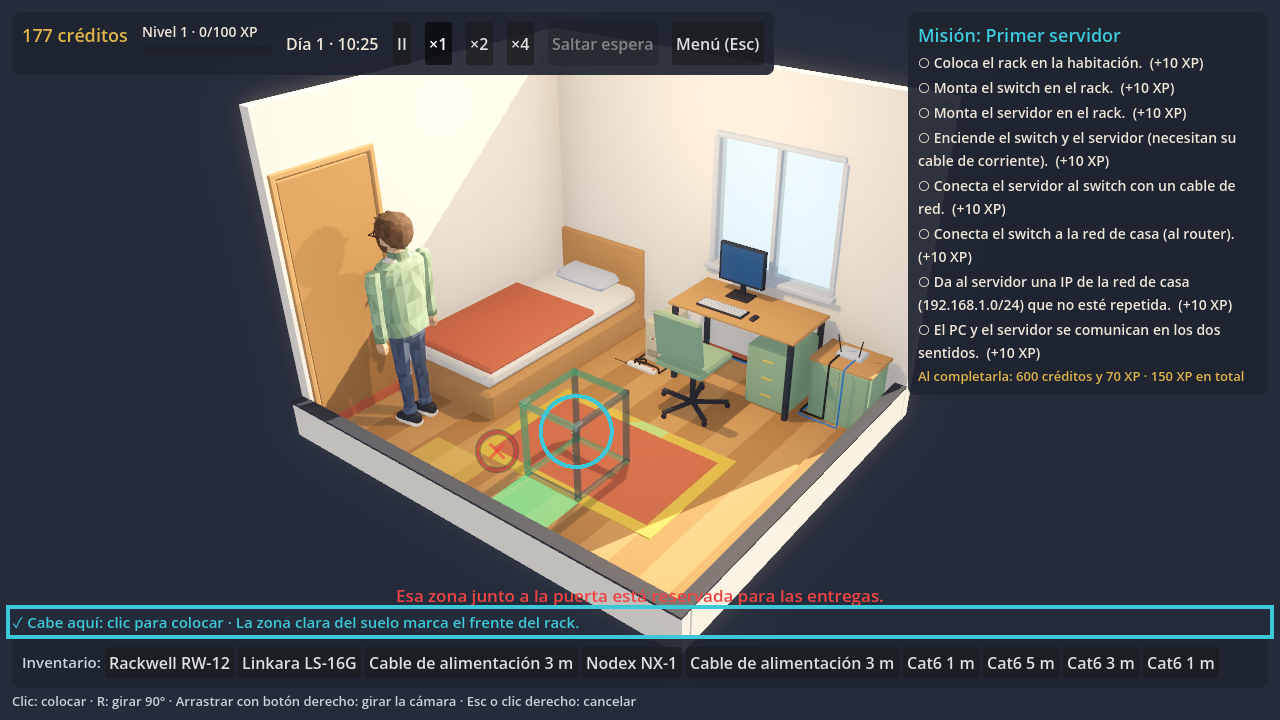 177 créditos
Nivel 1 · 0/100 XP
Día 1 · 10:25
II
×1
×2
×4
Saltar espera
Menú (Esc)
Misión: Primer servidor
○ Coloca el rack en la habitación. (+10 XP)
○ Monta el switch en el rack. (+10 XP)
○ Monta el servidor en el rack. (+10 XP)
○ Enciende el switch y el servidor (necesitan su
cable de corriente). (+10 XP)
○ Conecta el servidor al switch con un cable de
red. (+10 XP)
○ Conecta el switch a la red de casa (al router).
(+10 XP)
○ Da al servidor una IP de la red de casa
(192.168.1.0/24) que no esté repetida. (+10 XP)
○ El PC y el servidor se comunican en los dos
sentidos. (+10 XP)
Al completarla: 600 créditos y 70 XP · 150 XP en total
Esa zona junto a la puerta está reservada para las entregas.
✓ Cabe aquí: clic para colocar · La zona clara del suelo marca el frente del rack.
Inventario: Rackwell RW-12 Linkara LS-16G Cable de alimentación 3 m Nodex NX-1 Cable de alimentación 3 m Cat6 1 m Cat6 5 m Cat6 3 m Cat6 1 m
Clic: colocar · R: girar 90° · Arrastrar con botón derecho: girar la cámara · Esc o clic derecho: cancelar